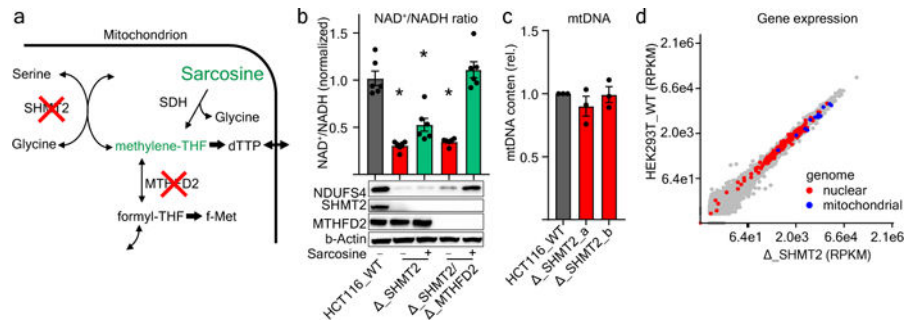 a
Mitochondrion
Serine
Sarcosine
SHMT2
SDH
Glycine
Glycine
methylene-THF
dTTP
MTHFD2
formyl-THF
f-Met
b
NAD⁺/NADH ratio
NAD⁺/NADH (normalized)
1.5
1.0
0.5
* * * *
NDUFS4
SHMT2
MTHFD2
b-Actin
Sarcosine – – + – +
HCT116_WT
Δ_SHMT2
Δ_SHMT2/
Δ_MTHFD2
c
mtDNA
mtDNA conten (rel.)
1.5
1.0
0.5
HCT116_WT
Δ_SHMT2_a
Δ_SHMT2_b
d
Gene expression
HEK293T_WT (RPKM)
2.1e6
6.6e4
2.0e3
6.4e1
genome
nuclear
mitochondrial
6.4e1 2.0e3 6.6e4 2.1e6
Δ_SHMT2 (RPKM)